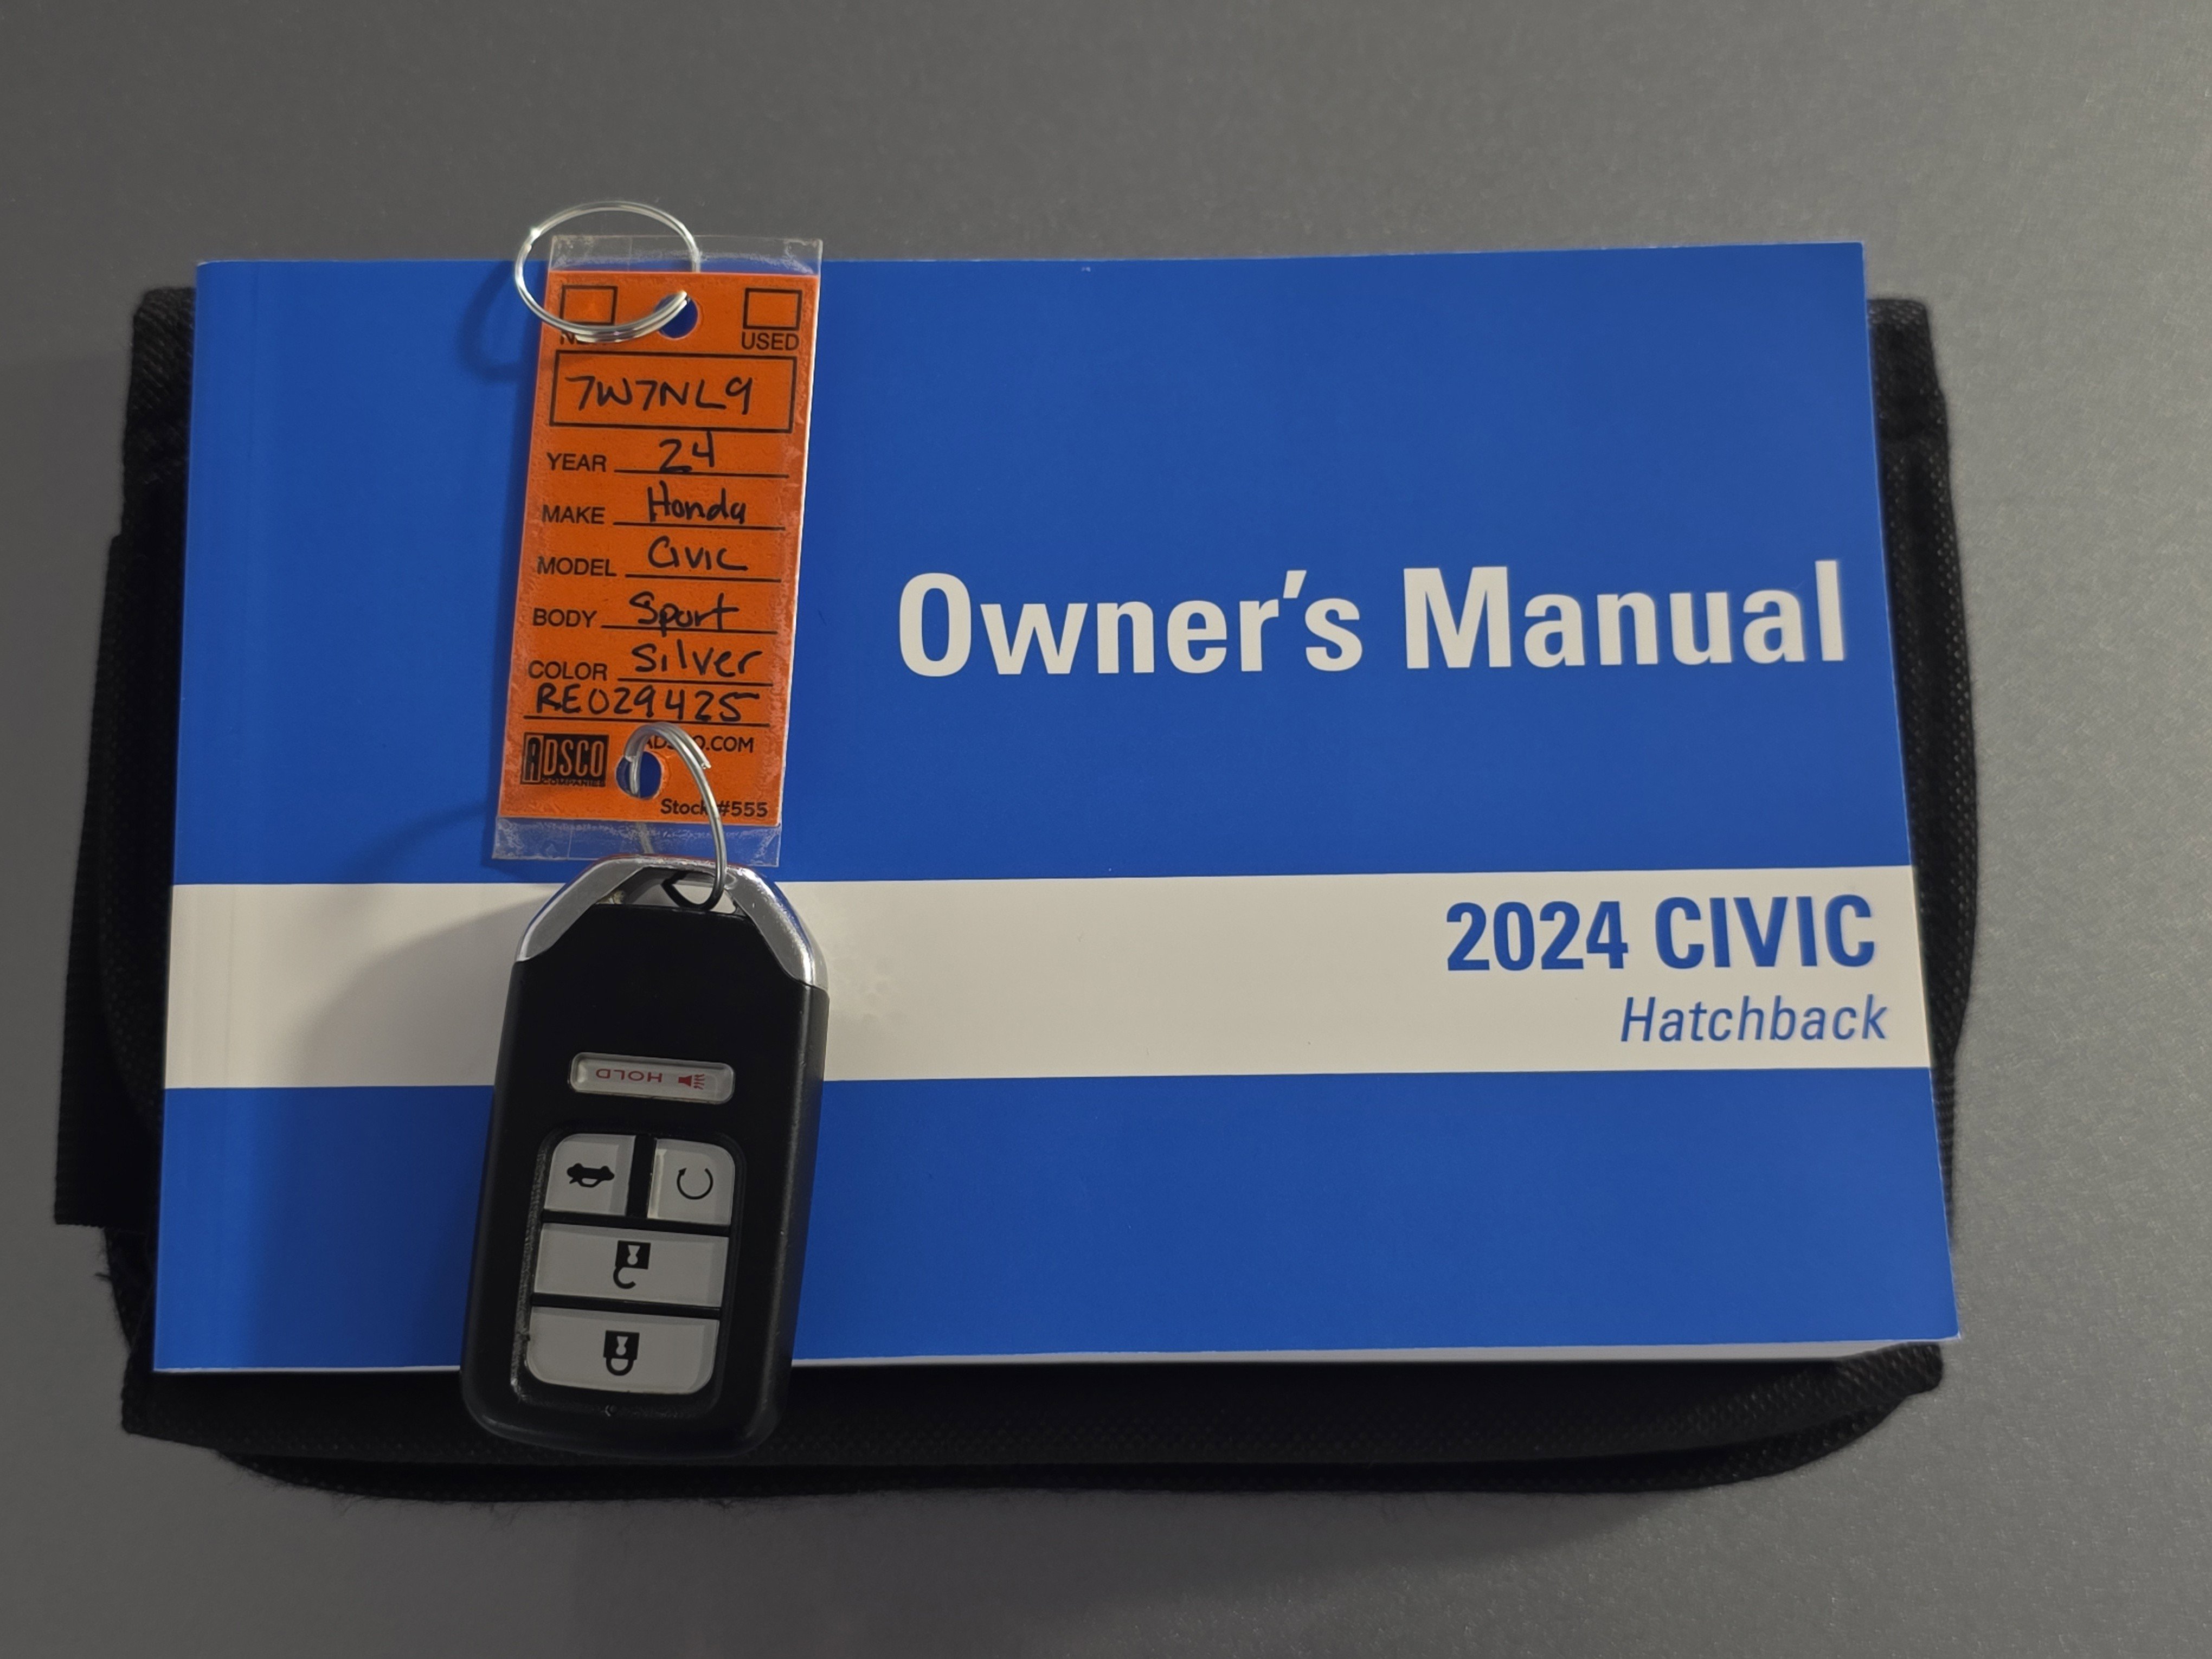 USED
7W7NL9
YEAR 24
MAKE Honda
MODEL Civic
BODY Sport
COLOR Silver
RE029425
ADSCO
COMPANIES
Stock #555
Owner's Manual
2024 CIVIC
Hatchback
HOLD